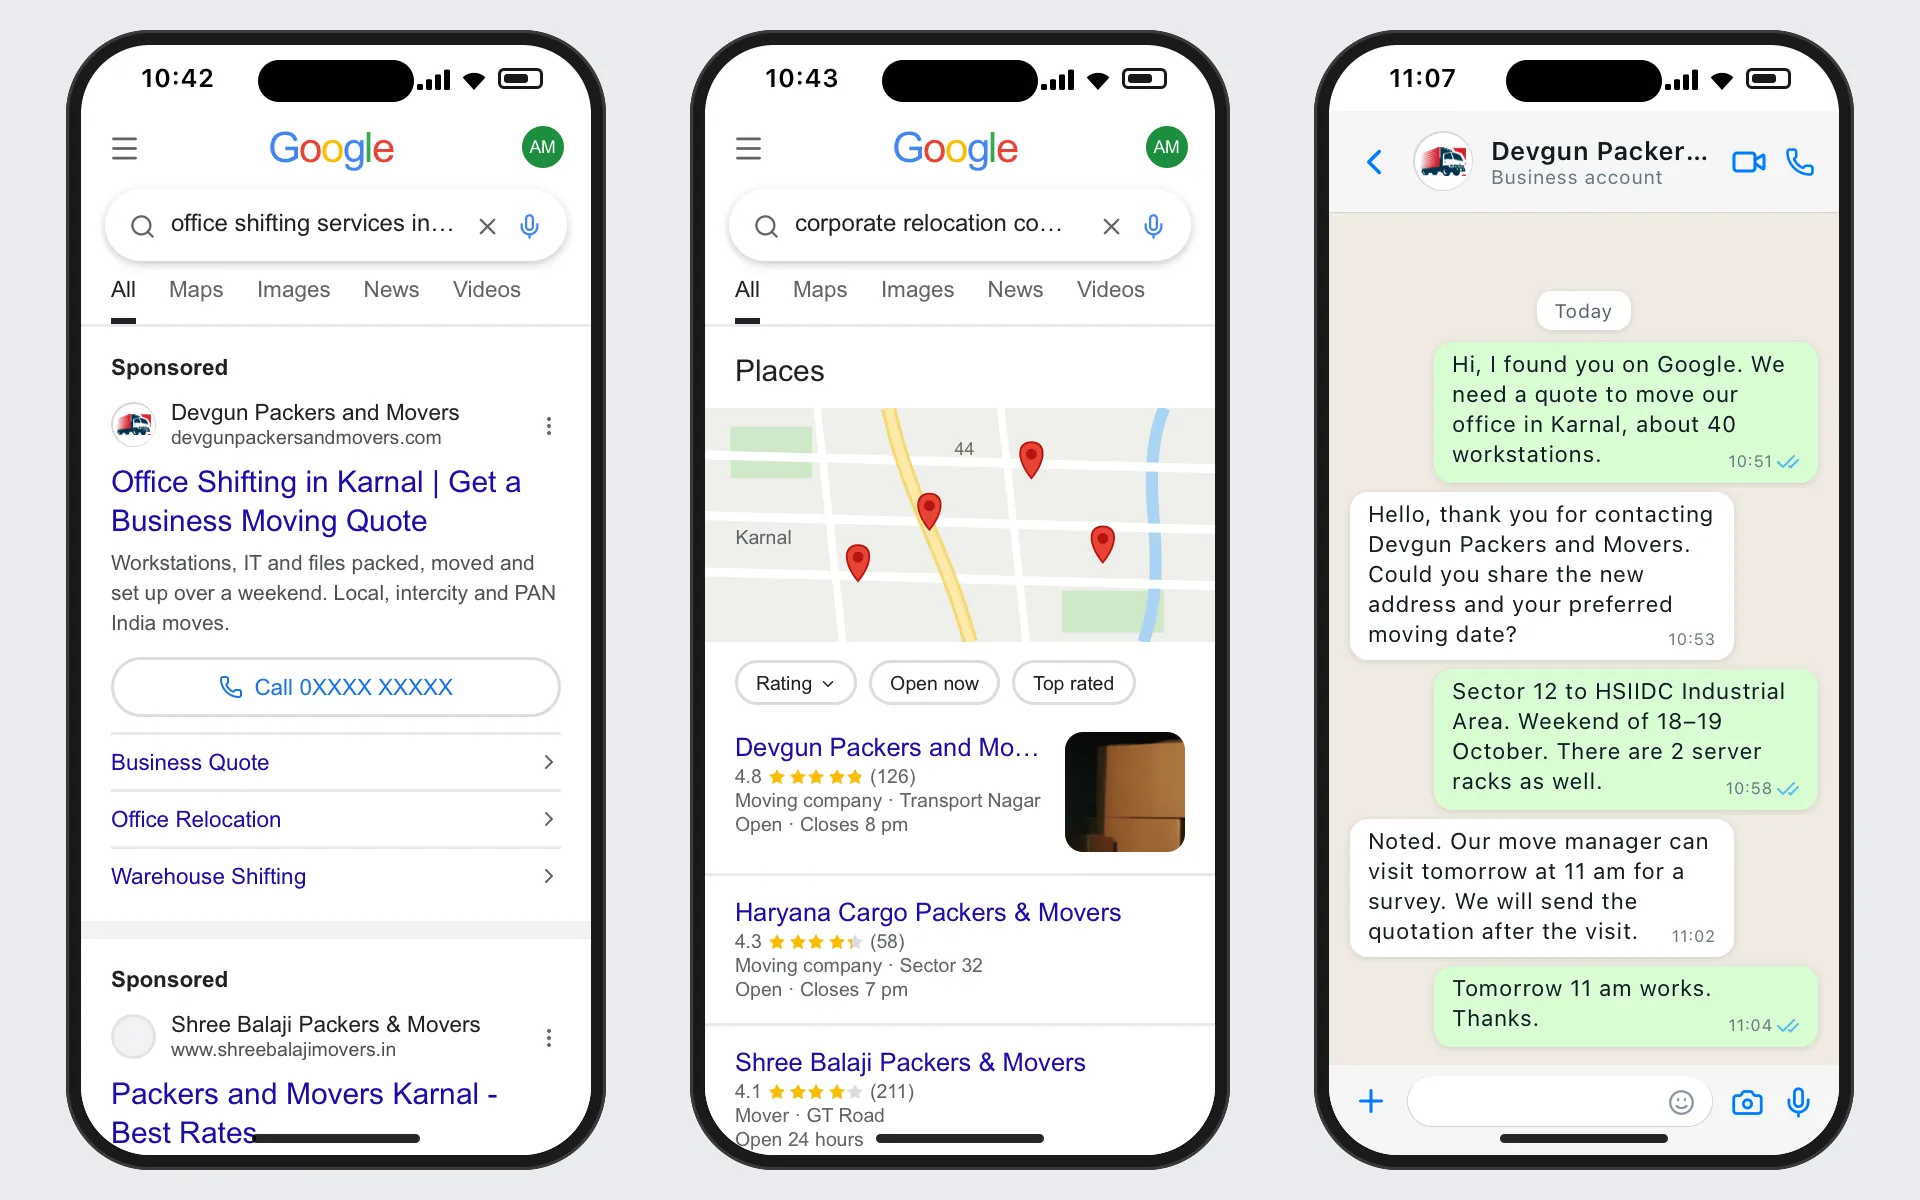 10:42
Google
AM
office shifting services in...
All Maps Images News Videos
Sponsored
Devgun Packers and Movers
devgunpackersandmovers.com
Office Shifting in Karnal | Get a
Business Moving Quote
Workstations, IT and files packed, moved and
set up over a weekend. Local, intercity and PAN
India moves.
Call 0XXXX XXXXX
Business Quote
Office Relocation
Warehouse Shifting
Sponsored
Shree Balaji Packers & Movers
www.shreebalajimovers.in
Packers and Movers Karnal -
Best Rates
10:43
Google
AM
corporate relocation co...
All Maps Images News Videos
Places
44
Karnal
Rating Open now Top rated
Devgun Packers and Mo...
4.8 (126)
Moving company · Transport Nagar
Open · Closes 8 pm
Haryana Cargo Packers & Movers
4.3 (58)
Moving company · Sector 32
Open · Closes 7 pm
Shree Balaji Packers & Movers
4.1 (211)
Mover · GT Road
Open 24 hours
11:07
Devgun Packer...
Business account
Today
Hi, I found you on Google. We
need a quote to move our
office in Karnal, about 40
workstations.
10:51
Hello, thank you for contacting
Devgun Packers and Movers.
Could you share the new
address and your preferred
moving date?
10:53
Sector 12 to HSIIDC Industrial
Area. Weekend of 18–19
October. There are 2 server
racks as well.
10:58
Noted. Our move manager can
visit tomorrow at 11 am for a
survey. We will send the
quotation after the visit.
11:02
Tomorrow 11 am works.
Thanks.
11:04